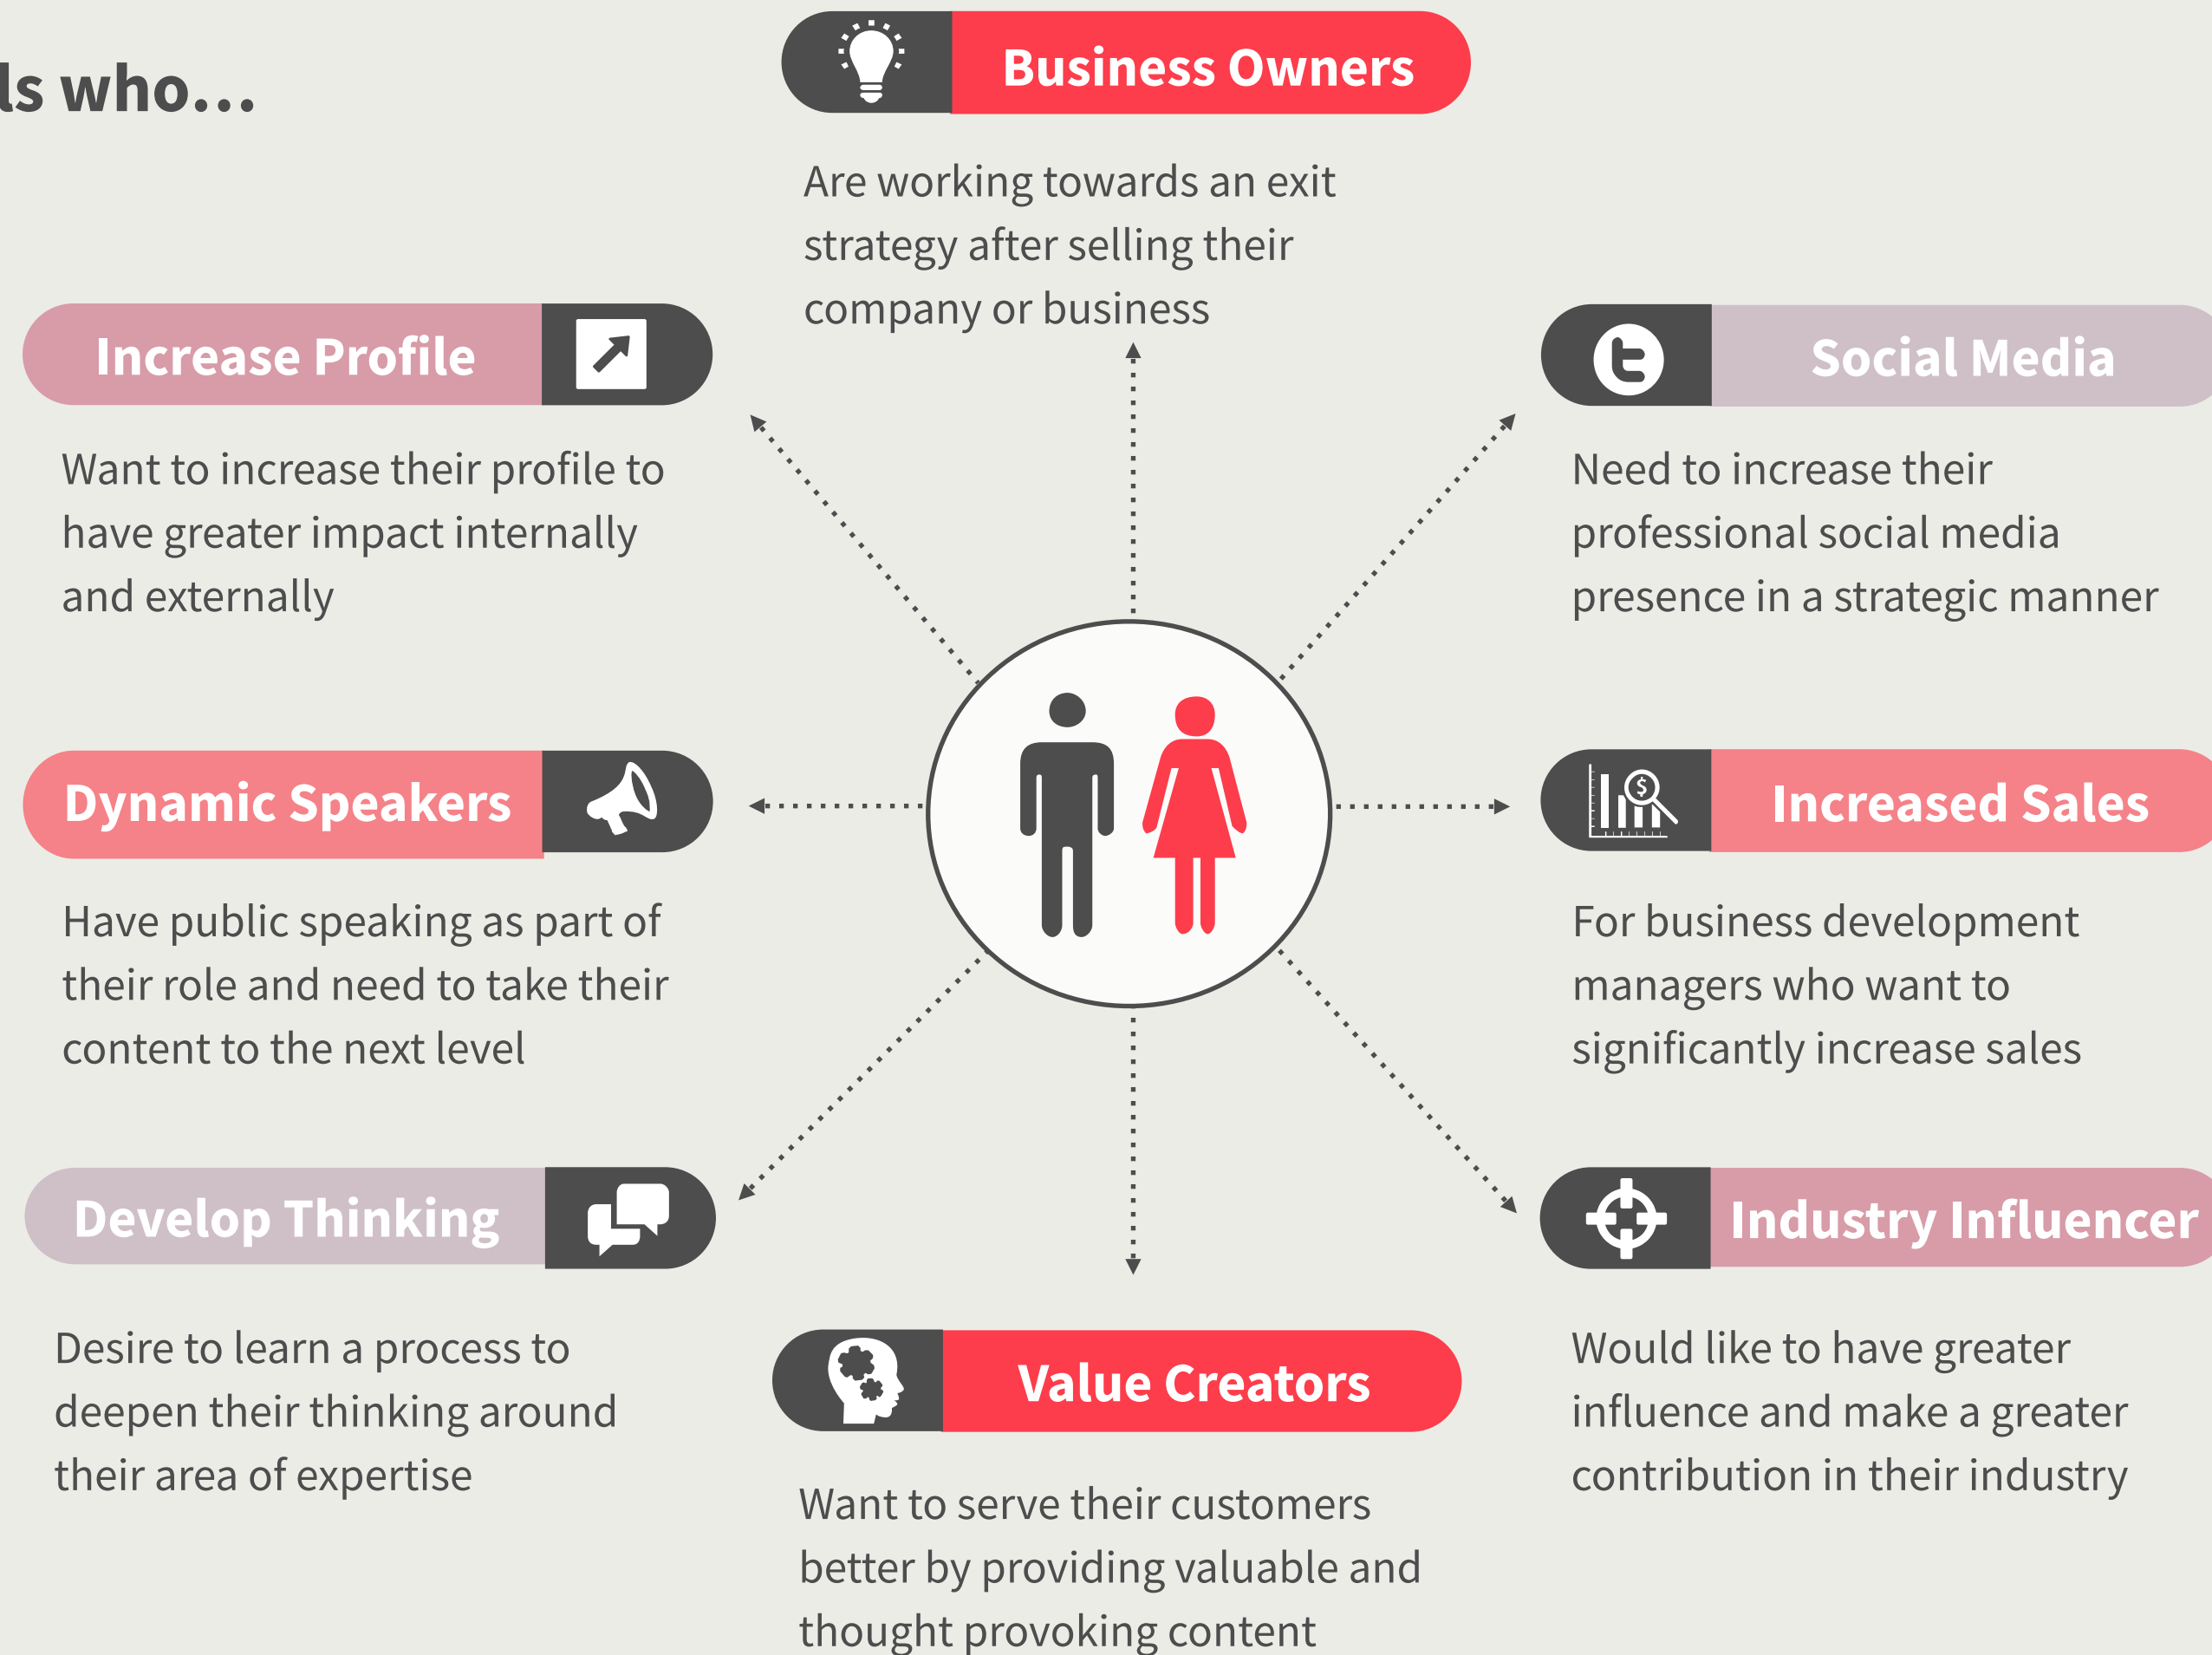 ls who...
Business Owners
Are working towards an exit
strategy after selling their
company or business
Increase Profile
Want to increase their profile to
have greater impact internally
and externally
Social Media
Need to increase their
professional social media
presence in a strategic manner
Dynamic Speakers
Have public speaking as part of
their role and need to take their
content to the next level
Increased Sales
For business development
managers who want to
significantly increase sales
Develop Thinking
Desire to learn a process to
deepen their thinking around
their area of expertise
Industry Influencer
Would like to have greater
influence and make a greater
contribution in their industry
Value Creators
Want to serve their customers
better by providing valuable and
thought provoking content